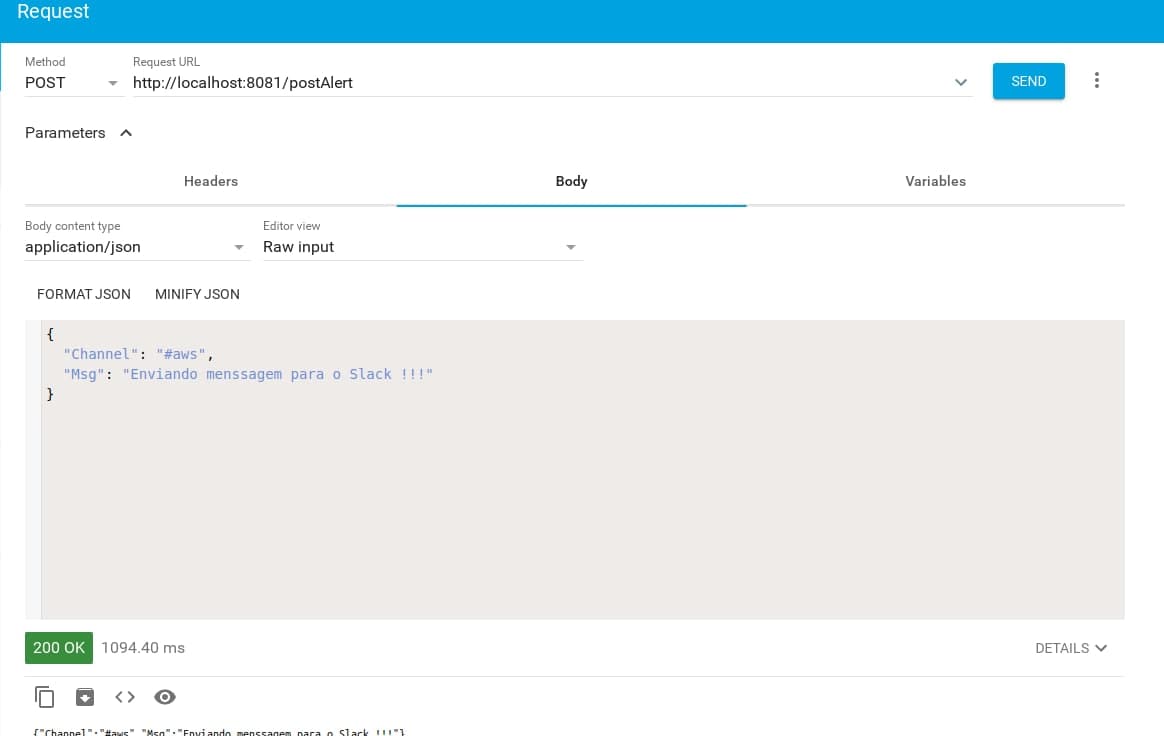 Request
Method
POST
Request URL
http://localhost:8081/postAlert
SEND
Parameters
Headers Body Variables
Body content type
application/json
Editor view
Raw input
FORMAT JSON MINIFY JSON
{
"Channel": "#aws",
"Msg": "Enviando menssagem para o Slack !!!"
}
200 OK 1094.40 ms DETAILS
{"Channel":"#aws","Msg":"Enviando menssagem para o Slack !!!"}